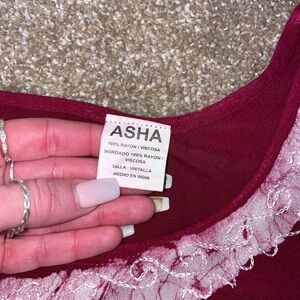 ASHA
100% RAYON / VISCOSA
BORDADO 100% RAYON /
VISCOSA
TALLA : UNITALLA
HECHO EN INDIA